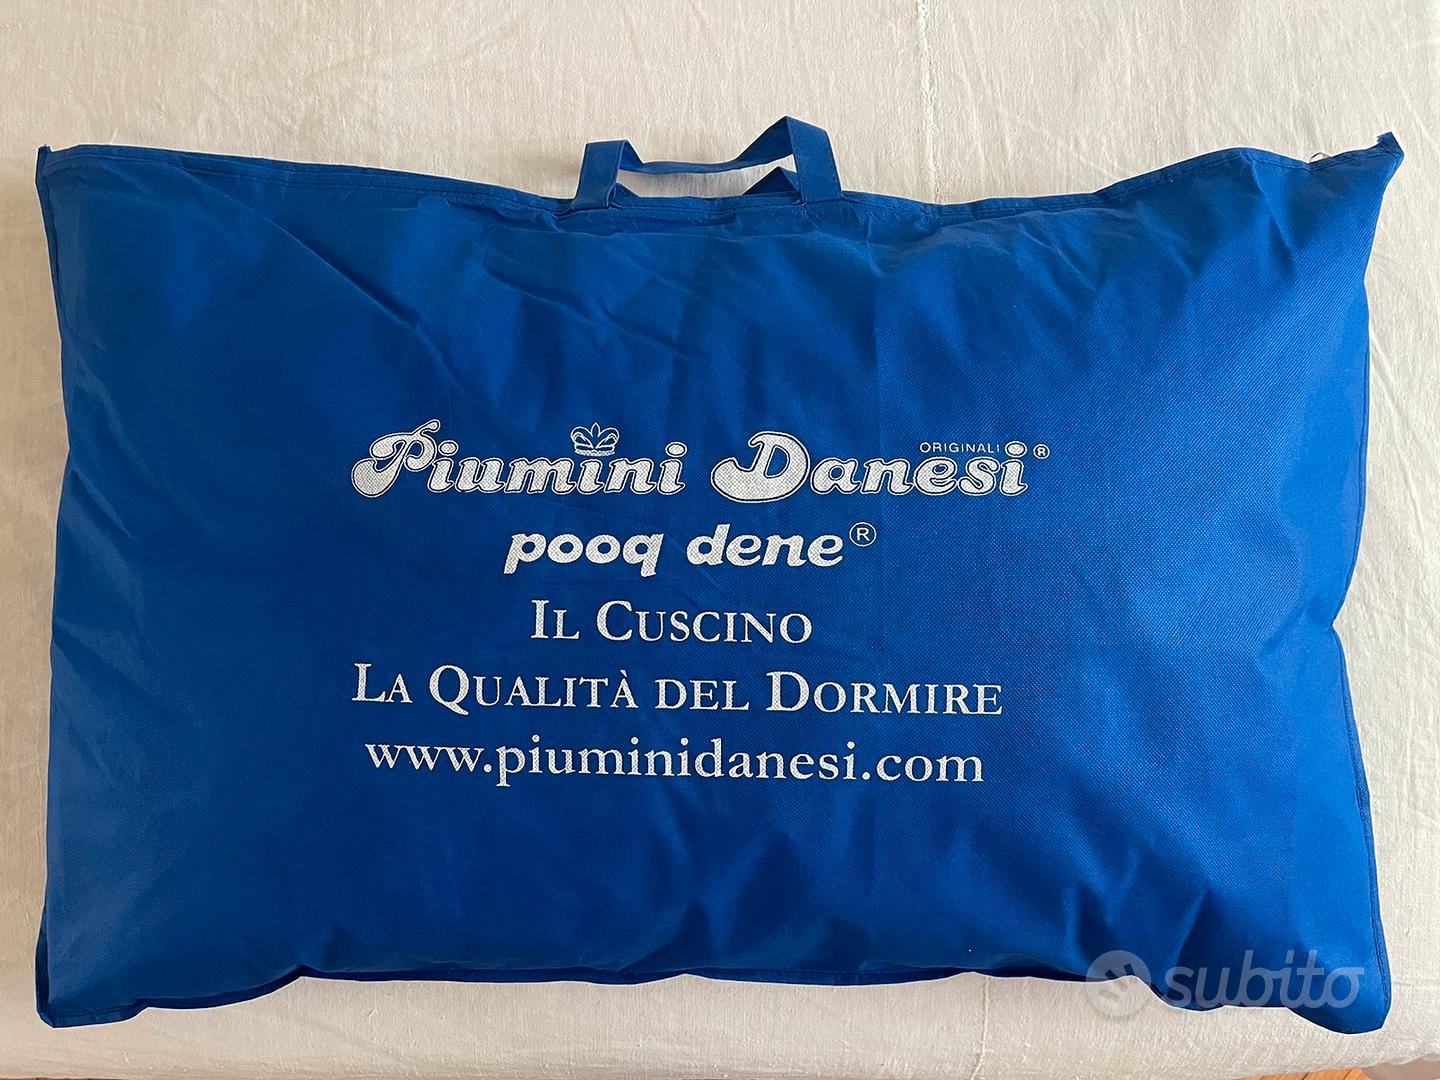 Piumini Danesi ORIGINALI ®
pooq dene®
IL CUSCINO
LA QUALITÀ DEL DORMIRE
www.piuminidanesi.com
subito